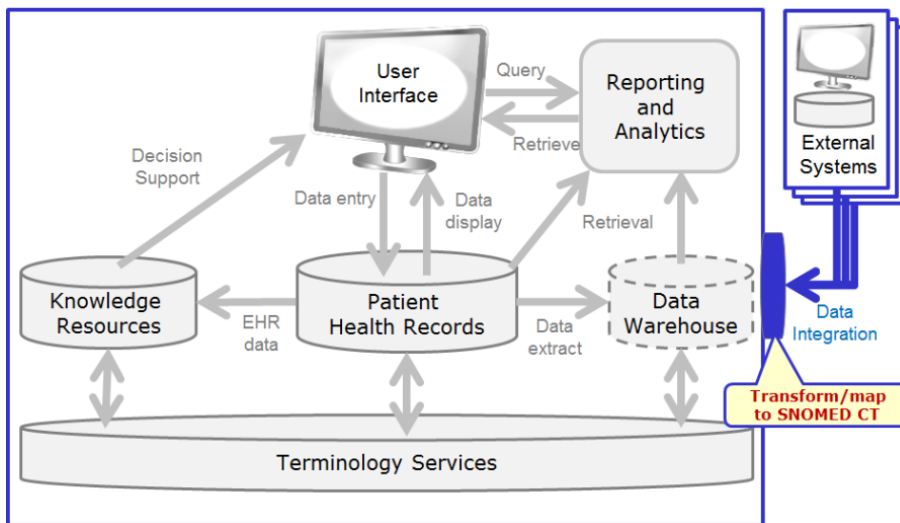 User
Interface
Query
Retrieve
Reporting
and
Analytics
External
Systems
Decision
Support
Data entry
Data
display
Retrieval
Knowledge
Resources
EHR
data
Patient
Health Records
Data
extract
Data
Warehouse
Data
Integration
Transform/map
to SNOMED CT
Terminology Services